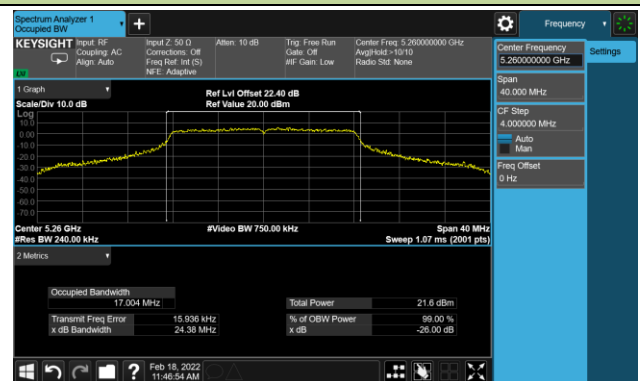 Spectrum Analyzer 1
Occupied BW
+
Frequency
KEYSIGHT
Input: RF
Coupling: AC
Align: Auto
Input Z: 50 Ω
Corrections: Off
Freq Ref: Int (S)
NFE: Adaptive
Atten: 10 dB
Trig: Free Run
Gate: Off
#IF Gain: Low
Center Freq: 5.260000000 GHz
Avg|Hold:>10/10
Radio Std: None
Center Frequency
5.260000000 GHz
Settings
Span
40.000 MHz
CF Step
4.000000 MHz
Auto
Man
Freq Offset
0 Hz
1 Graph
Scale/Div 10.0 dB
Ref Lvl Offset 22.40 dB
Ref Value 20.00 dBm
Log
10.0
0.00
-10.0
-20.0
-30.0
-40.0
-50.0
-60.0
-70.0
Center 5.26 GHz
#Video BW 750.00 kHz
Span 40 MHz
#Res BW 240.00 kHz
Sweep 1.07 ms (2001 pts)
2 Metrics
Occupied Bandwidth
17.004 MHz
Total Power 21.6 dBm
Transmit Freq Error 15.936 kHz
% of OBW Power 99.00 %
x dB Bandwidth 24.38 MHz
x dB -26.00 dB
?
Feb 18, 2022
11:46:54 AM